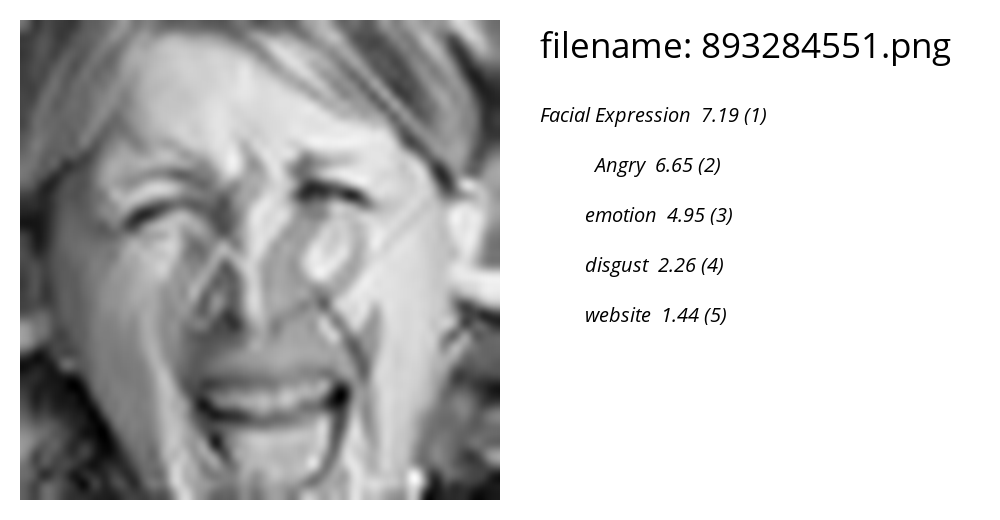 filename: 893284551.png
Facial Expression 7.19 (1)
Angry 6.65 (2)
emotion 4.95 (3)
disgust 2.26 (4)
website 1.44 (5)